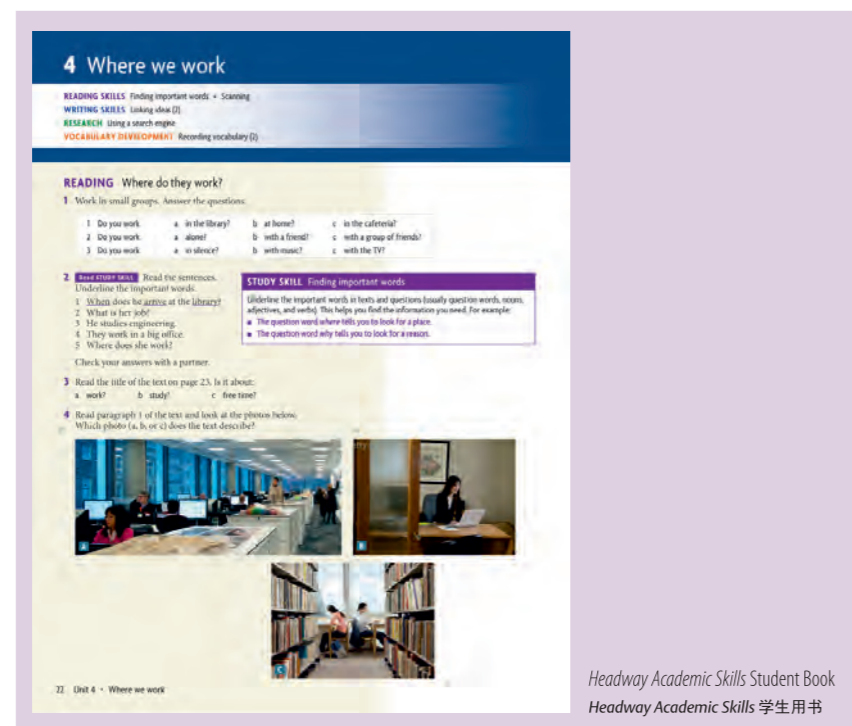 4 Where we work
READING SKILLS Finding important words • Scanning
WRITING SKILLS Linking ideas (2)
RESEARCH Using a search engine
VOCABULARY DEVELOPMENT Recording vocabulary (2)
READING Where do they work?
1 Work in small groups. Answer the questions.
1 Do you work a in the library? b at home? c in the cafeteria?
2 Do you work a alone? b with a friend? c with a group of friends?
3 Do you work a in silence? b with music? c with the TV?
2 Read STUDY SKILL Read the sentences.
Underline the important words.
1 When does he arrive at the library?
2 What is her job?
3 He studies engineering.
4 They work in a big office.
5 Where does she work?
Check your answers with a partner.
STUDY SKILL Finding important words
Underline the important words in texts and questions (usually question words, nouns,
adjectives, and verbs). This helps you find the information you need. For example:
■ The question word where tells you to look for a place.
■ The question word why tells you to look for a reason.
3 Read the title of the text on page 23. Is it about:
a work? b study? c free time?
4 Read paragraph 1 of the text and look at the photos below.
Which photo (a, b, or c) does the text describe?
A
B
C
22 Unit 4 • Where we work
Headway Academic Skills Student Book
Headway Academic Skills 学生用书